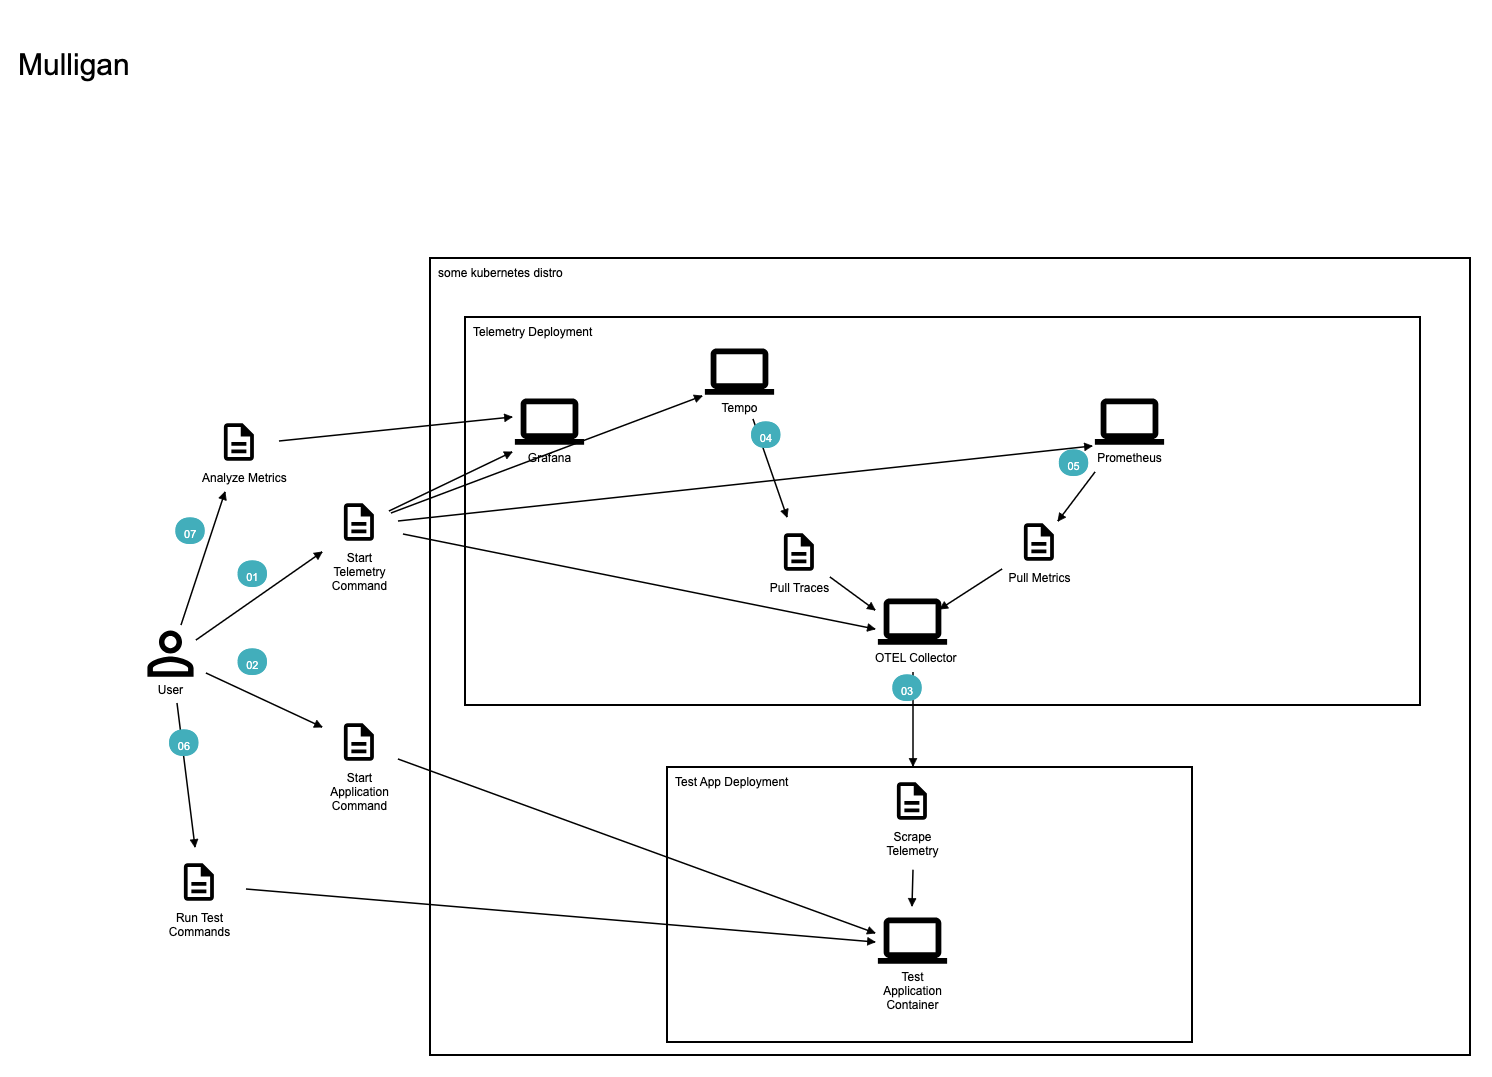 Mulligan
some kubernetes distro
Telemetry Deployment
Tempo
04
Grafana
Prometheus
05
Analyze Metrics
07
Start
Telemetry
Command
01
Pull Traces
Pull Metrics
OTEL Collector
03
User
02
06
Start
Application
Command
Test App Deployment
Scrape
Telemetry
Run Test
Commands
Test
Application
Container